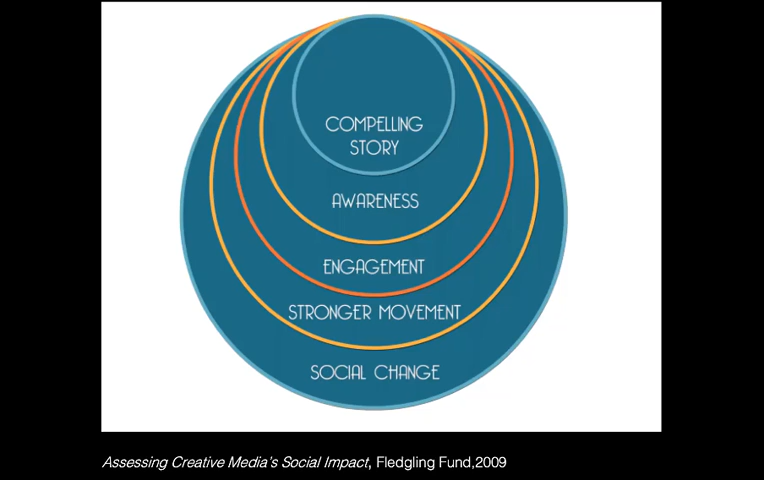 COMPELLING
STORY
AWARENESS
ENGAGEMENT
STRONGER MOVEMENT
SOCIAL CHANGE
Assessing Creative Media's Social Impact, Fledgling Fund,2009